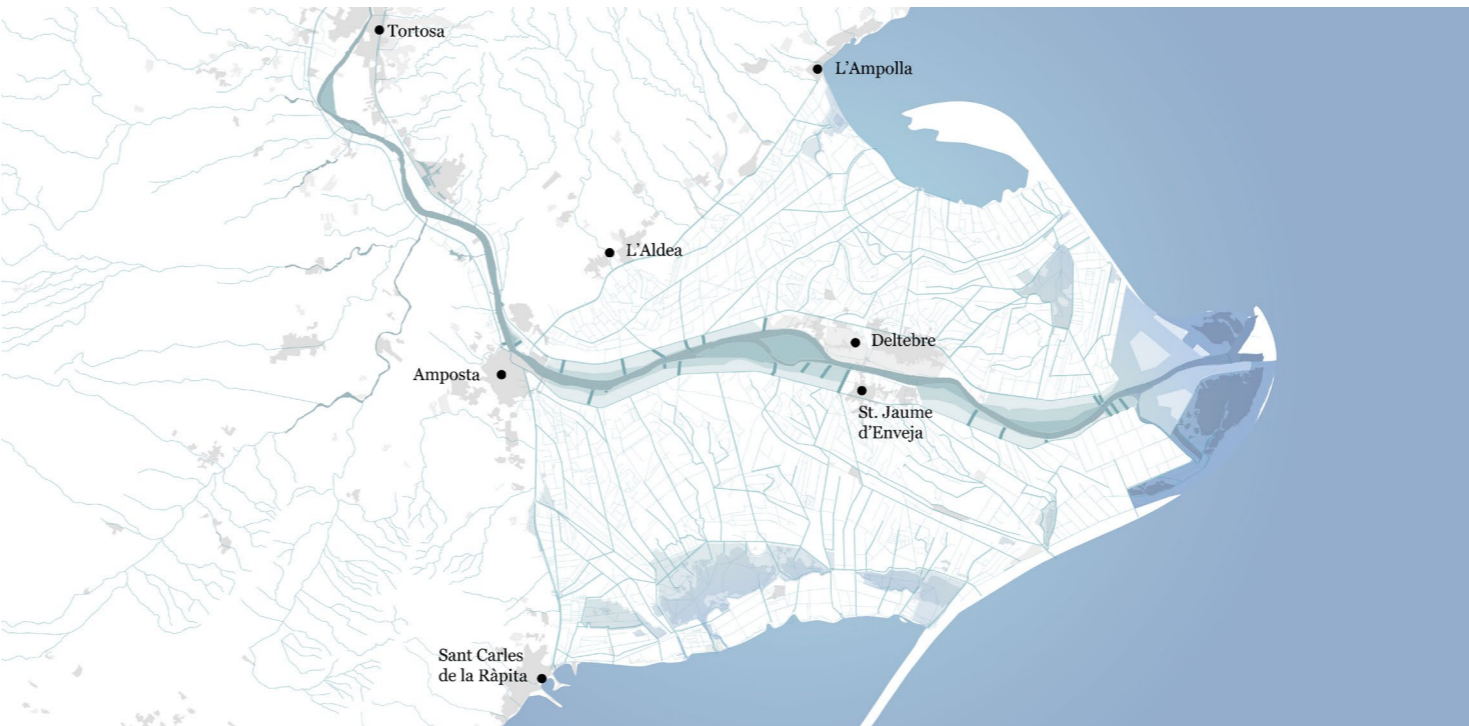 Tortosa
L'Ampolla
L'Aldea
Deltebre
Amposta
St. Jaume
d'Enveja
Sant Carles
de la Ràpita